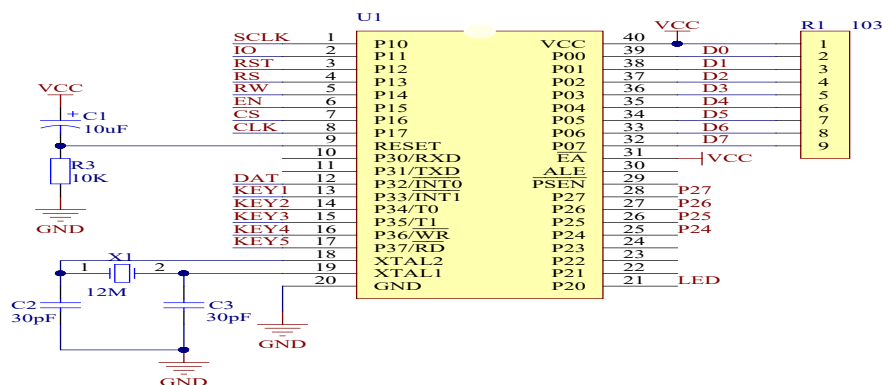 U1
VCC
R1 103
SCLK 1 P10 VCC 40 1
IO 2 P11 P00 39 D0 2
RST 3 P12 P01 38 D1 3
RS 4 P13 P02 37 D2 4
RW 5 P14 P03 36 D3 5
EN 6 P15 P04 35 D4 6
CS 7 P16 P05 34 D5 7
CLK 8 P17 P06 33 D6 8
9 RESET P07 32 D7 9
10 P30/RXD EA 31 VCC
11 P31/TXD ALE 30
DAT 12 P32/INT0 PSEN 29
KEY1 13 P33/INT1 P27 28 P27
KEY2 14 P34/T0 P26 27 P26
KEY3 15 P35/T1 P25 26 P25
KEY4 16 P36/WR P24 25 P24
KEY5 17 P37/RD P23 24
18 XTAL2 P22 23
19 XTAL1 P21 22
20 GND P20 21 LED
VCC
+
C1
10uF
R3
10K
GND
X1
1 2
12M
C2
30pF
C3
30pF
GND
GND